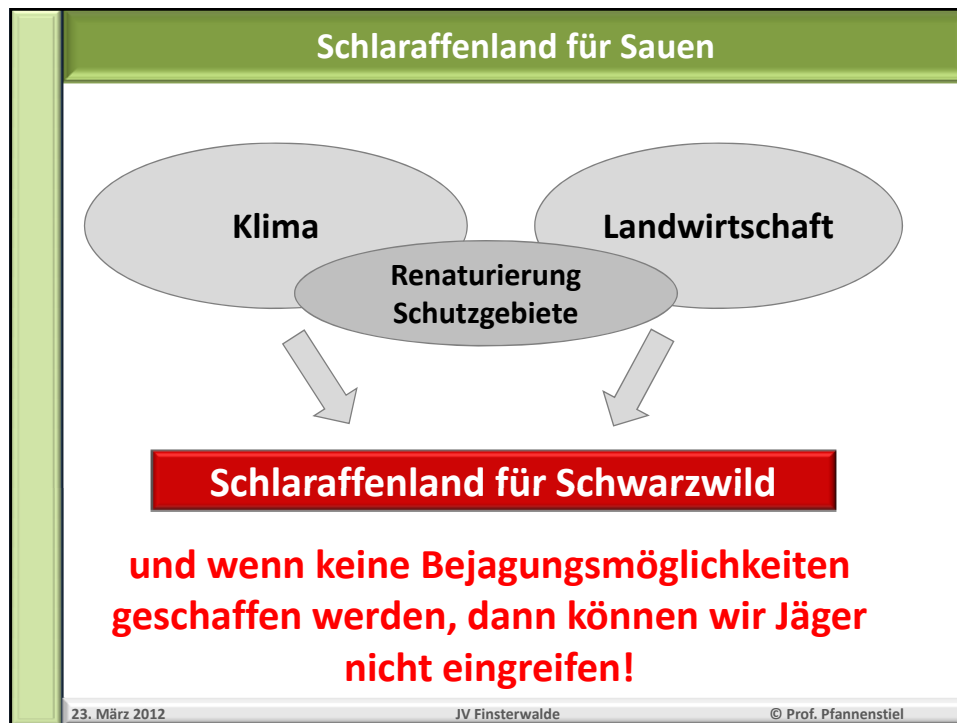 Schlaraffenland für Sauen
Klima
Landwirtschaft
Renaturierung
Schutzgebiete
Schlaraffenland für Schwarzwild
und wenn keine Bejagungsmöglichkeiten
geschaffen werden, dann können wir Jäger
nicht eingreifen!
23. März 2012 JV Finsterwalde © Prof. Pfannenstiel